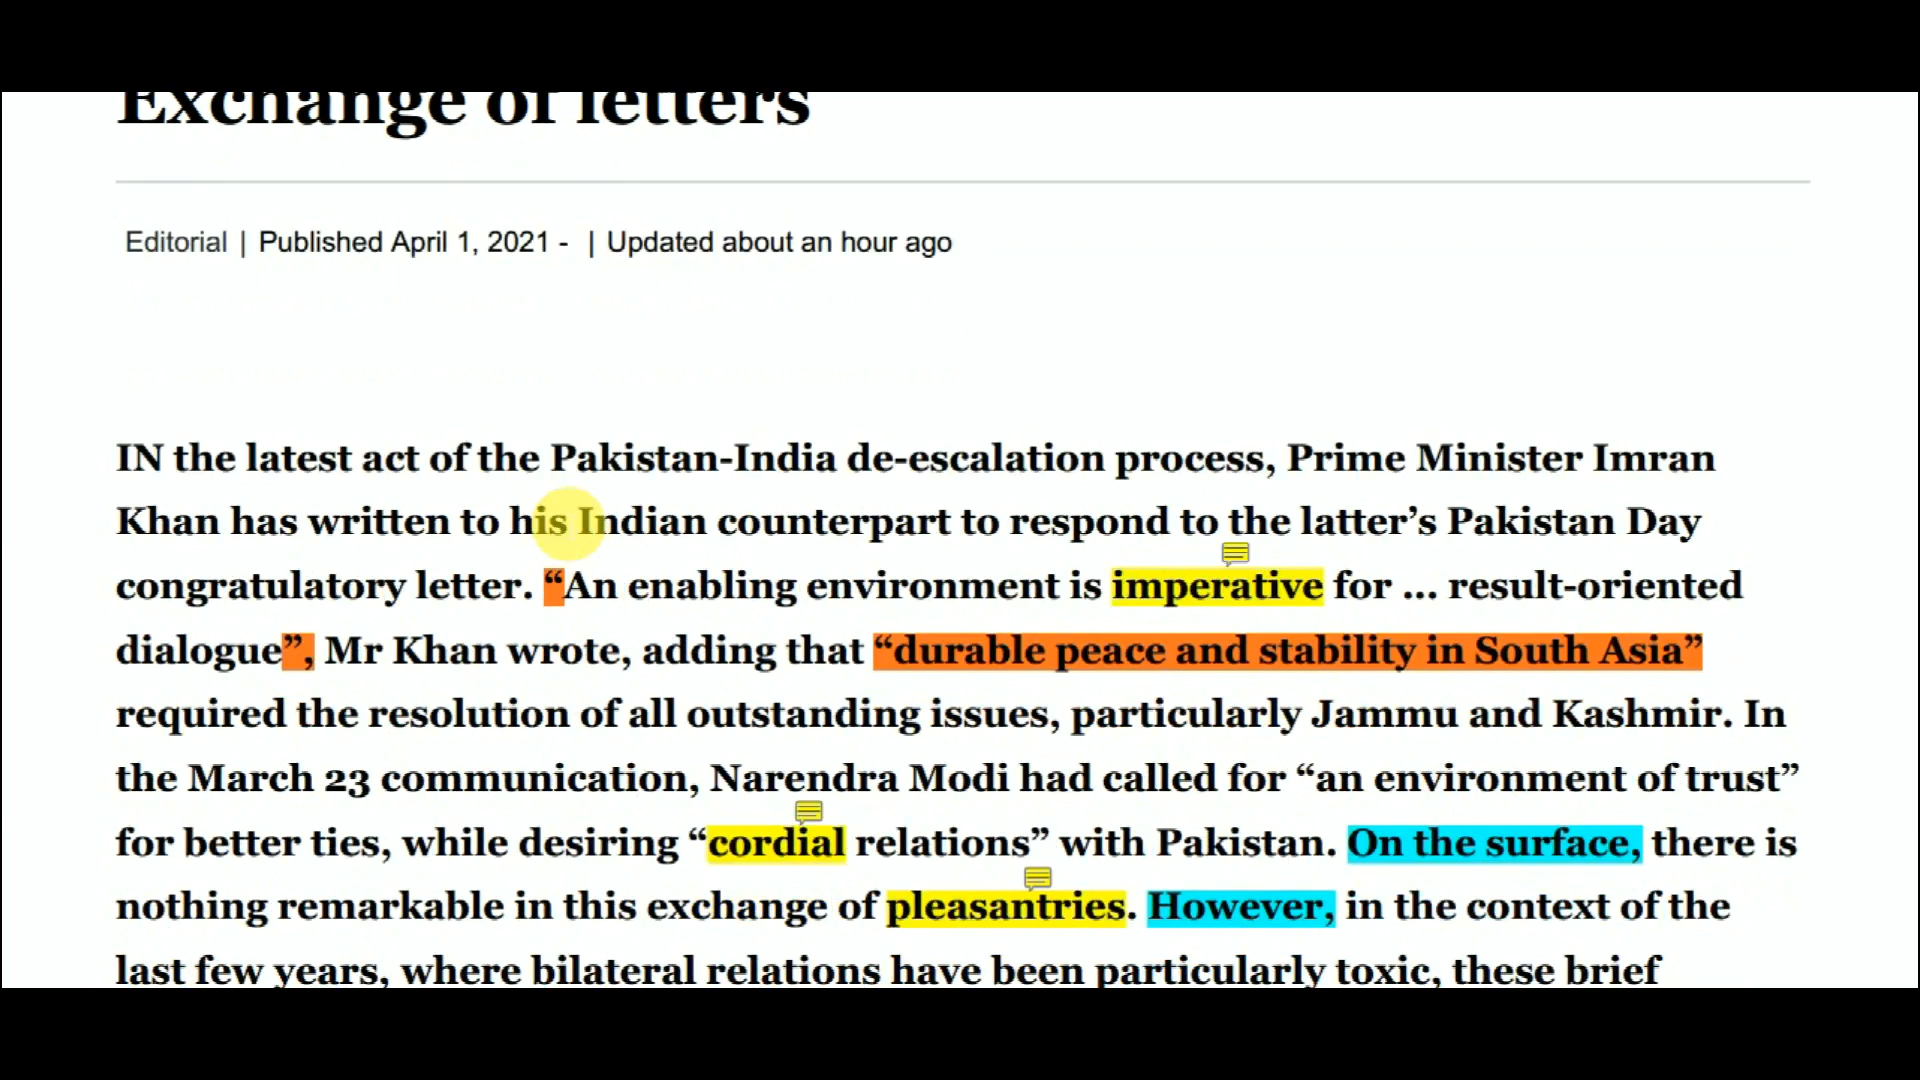 Exchange of letters
Editorial | Published April 1, 2021 - | Updated about an hour ago
IN the latest act of the Pakistan-India de-escalation process, Prime Minister Imran
Khan has written to his Indian counterpart to respond to the latter’s Pakistan Day
congratulatory letter. “An enabling environment is imperative for ... result-oriented
dialogue”, Mr Khan wrote, adding that “durable peace and stability in South Asia”
required the resolution of all outstanding issues, particularly Jammu and Kashmir. In
the March 23 communication, Narendra Modi had called for “an environment of trust”
for better ties, while desiring “cordial relations” with Pakistan. On the surface, there is
nothing remarkable in this exchange of pleasantries. However, in the context of the
last few years, where bilateral relations have been particularly toxic, these brief